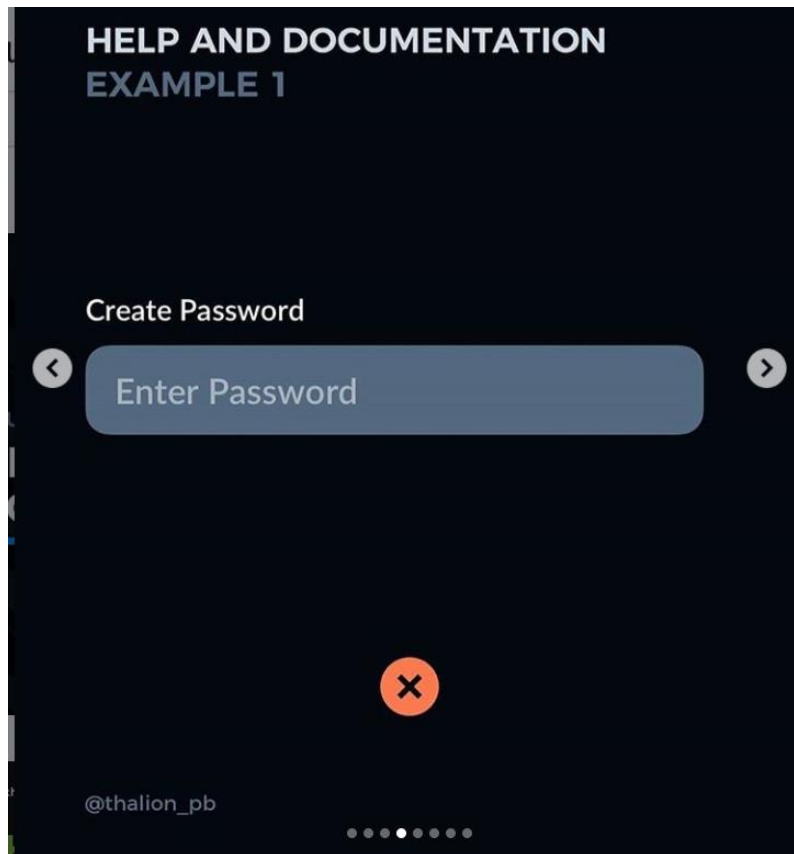 HELP AND DOCUMENTATION
EXAMPLE 1
Create Password
Enter Password
@thalion_pb